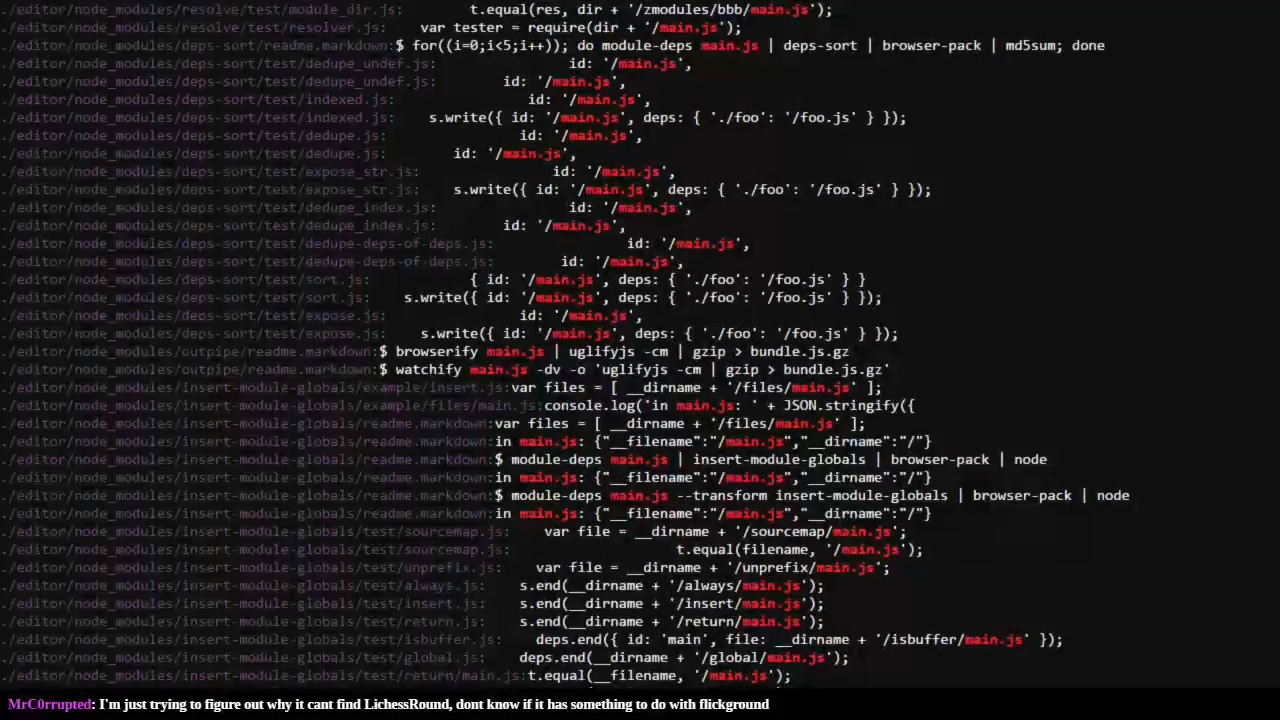 ./editor/node_modules/resolve/test/module_dir.js:        t.equal(res, dir + '/zmodules/bbb/main.js');
./editor/node_modules/resolve/test/resolver.js:    var tester = require(dir + '/main.js');
./editor/node_modules/deps-sort/readme.markdown:$ for((i=0;i<5;i++)); do module-deps main.js | deps-sort | browser-pack | md5sum; done
./editor/node_modules/deps-sort/test/dedupe_undef.js:                id: '/main.js',
./editor/node_modules/deps-sort/test/dedupe_undef.js:        id: '/main.js',
./editor/node_modules/deps-sort/test/indexed.js:                id: '/main.js',
./editor/node_modules/deps-sort/test/indexed.js:    s.write({ id: '/main.js', deps: { './foo': '/foo.js' } });
./editor/node_modules/deps-sort/test/dedupe.js:                id: '/main.js',
./editor/node_modules/deps-sort/test/dedupe.js:        id: '/main.js',
./editor/node_modules/deps-sort/test/expose_str.js:                id: '/main.js',
./editor/node_modules/deps-sort/test/expose_str.js:    s.write({ id: '/main.js', deps: { './foo': '/foo.js' } });
./editor/node_modules/deps-sort/test/dedupe_index.js:                id: '/main.js',
./editor/node_modules/deps-sort/test/dedupe_index.js:        id: '/main.js',
./editor/node_modules/deps-sort/test/dedupe-deps-of-deps.js:                id: '/main.js',
./editor/node_modules/deps-sort/test/dedupe-deps-of-deps.js:        id: '/main.js',
./editor/node_modules/deps-sort/test/sort.js:            { id: '/main.js', deps: { './foo': '/foo.js' } }
./editor/node_modules/deps-sort/test/sort.js:    s.write({ id: '/main.js', deps: { './foo': '/foo.js' } });
./editor/node_modules/deps-sort/test/expose.js:                id: '/main.js',
./editor/node_modules/deps-sort/test/expose.js:    s.write({ id: '/main.js', deps: { './foo': '/foo.js' } });
./editor/node_modules/outpipe/readme.markdown:$ browserify main.js | uglifyjs -cm | gzip > bundle.js.gz
./editor/node_modules/outpipe/readme.markdown:$ watchify main.js -dv -o 'uglifyjs -cm | gzip > bundle.js.gz'
./editor/node_modules/insert-module-globals/example/insert.js:var files = [ __dirname + '/files/main.js' ];
./editor/node_modules/insert-module-globals/example/files/main.js:console.log('in main.js: ' + JSON.stringify({
./editor/node_modules/insert-module-globals/readme.markdown:var files = [ __dirname + '/files/main.js' ];
./editor/node_modules/insert-module-globals/readme.markdown:in main.js: {"__filename":"/main.js","__dirname":"/"}
./editor/node_modules/insert-module-globals/readme.markdown:$ module-deps main.js | insert-module-globals | browser-pack | node
./editor/node_modules/insert-module-globals/readme.markdown:in main.js: {"__filename":"/main.js","__dirname":"/"}
./editor/node_modules/insert-module-globals/readme.markdown:$ module-deps main.js --transform insert-module-globals | browser-pack | node
./editor/node_modules/insert-module-globals/readme.markdown:in main.js: {"__filename":"/main.js","__dirname":"/"}
./editor/node_modules/insert-module-globals/test/sourcemap.js:    var file = __dirname + '/sourcemap/main.js';
./editor/node_modules/insert-module-globals/test/sourcemap.js:                    t.equal(filename, '/main.js');
./editor/node_modules/insert-module-globals/test/unprefix.js:    var file = __dirname + '/unprefix/main.js';
./editor/node_modules/insert-module-globals/test/always.js:    s.end(__dirname + '/always/main.js');
./editor/node_modules/insert-module-globals/test/insert.js:    s.end(__dirname + '/insert/main.js');
./editor/node_modules/insert-module-globals/test/return.js:    s.end(__dirname + '/return/main.js');
./editor/node_modules/insert-module-globals/test/isbuffer.js:    deps.end({ id: 'main', file: __dirname + '/isbuffer/main.js' });
./editor/node_modules/insert-module-globals/test/global.js:    deps.end(__dirname + '/global/main.js');
./editor/node_modules/insert-module-globals/test/return/main.js:t.equal(__filename, '/main.js');
MrC0rrupted: I'm just trying to figure out why it cant find LichessRound, dont know if it has something to do with flickground